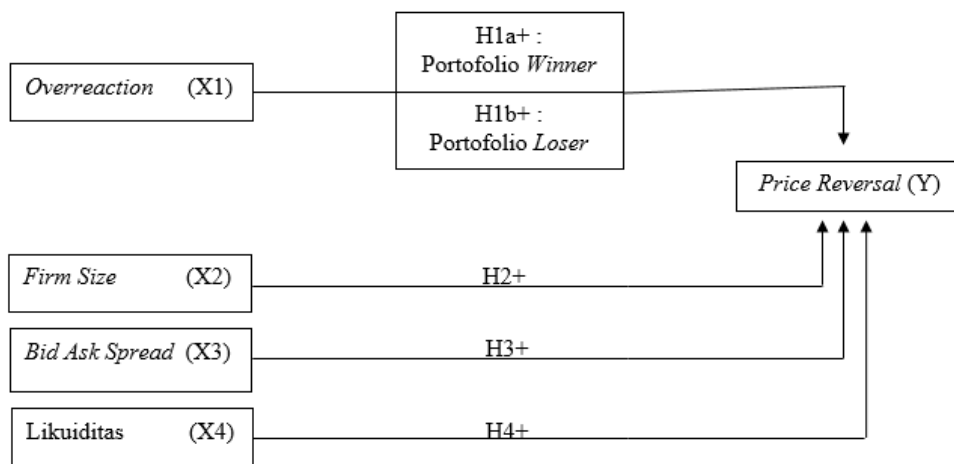 H1a+ :
Portofolio Winner
Overreaction (X1)
H1b+ :
Portofolio Loser
Price Reversal (Y)
Firm Size (X2)
H2+
Bid Ask Spread (X3)
H3+
Likuiditas (X4)
H4+